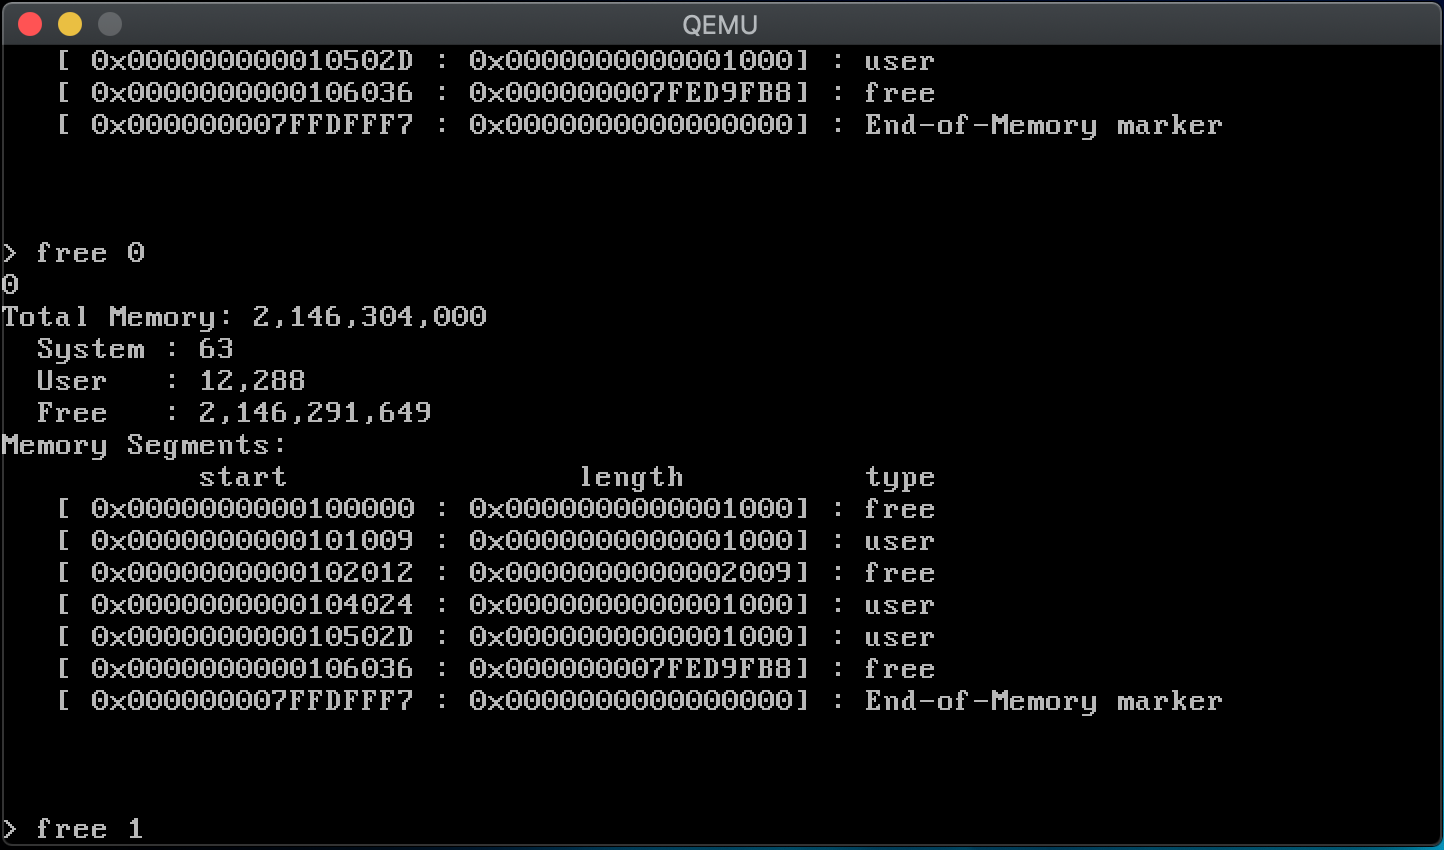 QEMU
[ 0x000000000010502D : 0x0000000000001000] : user
[ 0x0000000000106036 : 0x000000007FED9FB8] : free
[ 0x000000007FFDFFF7 : 0x0000000000000000] : End-of-Memory marker
> free 0
0
Total Memory: 2,146,304,000
System : 63
User : 12,288
Free : 2,146,291,649
Memory Segments:
start length type
[ 0x0000000000100000 : 0x0000000000001000] : free
[ 0x0000000000101009 : 0x0000000000001000] : user
[ 0x0000000000102012 : 0x0000000000002009] : free
[ 0x0000000000104024 : 0x0000000000001000] : user
[ 0x000000000010502D : 0x0000000000001000] : user
[ 0x0000000000106036 : 0x000000007FED9FB8] : free
[ 0x000000007FFDFFF7 : 0x0000000000000000] : End-of-Memory marker
> free 1